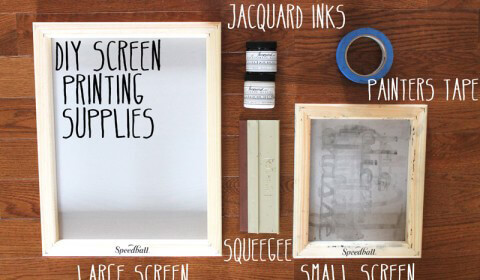 JACQUARD INKS
DIY SCREEN
PRINTING
SUPPLIES
PAINTERS TAPE
SQUEEGEE
Speedball
Speedball
LARGE SCREEN
SMALL SCREEN